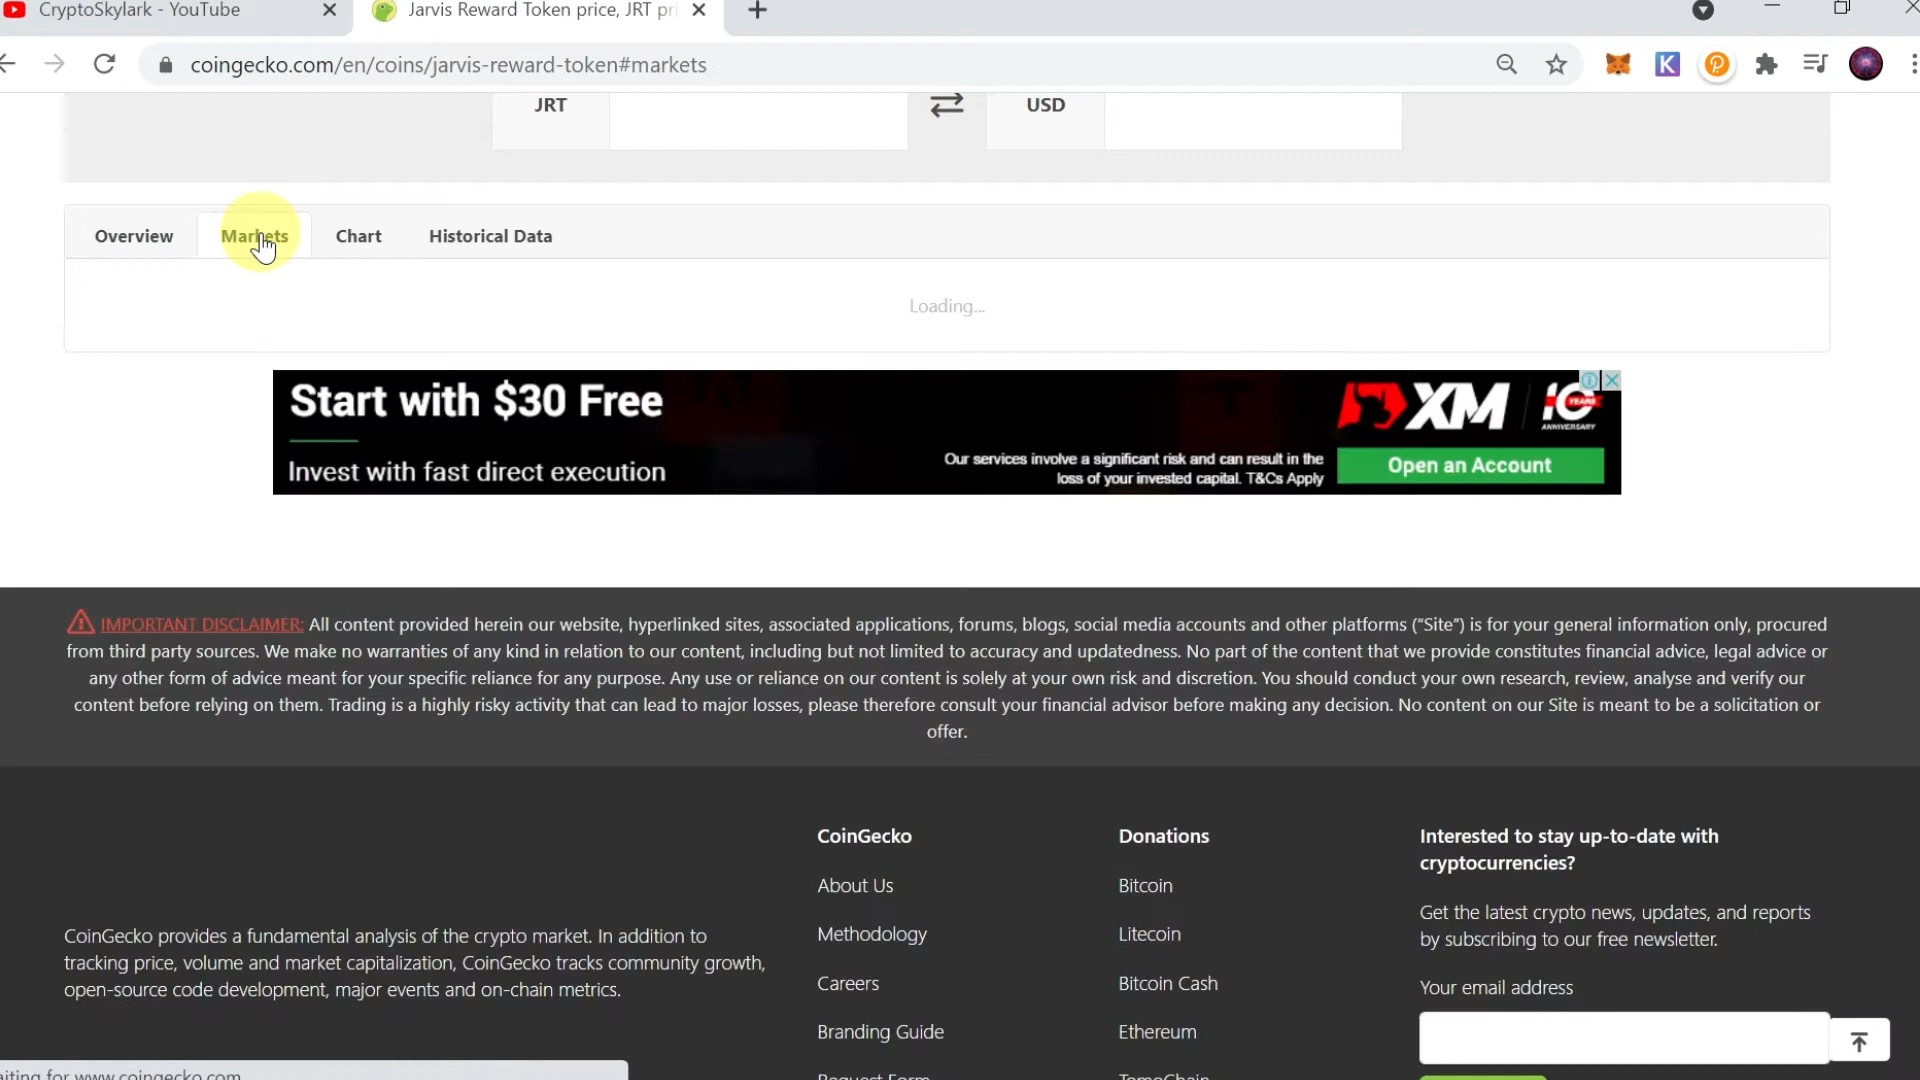 CryptoSkylark - YouTube
Jarvis Reward Token price, JRT pri
coingecko.com/en/coins/jarvis-reward-token#markets
K
JRT
USD
Overview
Markets
Chart
Historical Data
Loading...
Start with $30 Free
Invest with fast direct execution
Our services involve a significant risk and can result in the
loss of your invested capital. T&Cs Apply
XM
10
YEARS
ANNIVERSARY
Open an Account
IMPORTANT DISCLAIMER: All content provided herein our website, hyperlinked sites, associated applications, forums, blogs, social media accounts and other platforms (“Site”) is for your general information only, procured
from third party sources. We make no warranties of any kind in relation to our content, including but not limited to accuracy and updatedness. No part of the content that we provide constitutes financial advice, legal advice or
any other form of advice meant for your specific reliance for any purpose. Any use or reliance on our content is solely at your own risk and discretion. You should conduct your own research, review, analyse and verify our
content before relying on them. Trading is a highly risky activity that can lead to major losses, please therefore consult your financial advisor before making any decision. No content on our Site is meant to be a solicitation or
offer.
CoinGecko provides a fundamental analysis of the crypto market. In addition to
tracking price, volume and market capitalization, CoinGecko tracks community growth,
open-source code development, major events and on-chain metrics.
CoinGecko
About Us
Methodology
Careers
Branding Guide
Request Form
Donations
Bitcoin
Litecoin
Bitcoin Cash
Ethereum
TomoChain
Interested to stay up-to-date with
cryptocurrencies?
Get the latest crypto news, updates, and reports
by subscribing to our free newsletter.
Your email address
aiting for www.coingecko.com